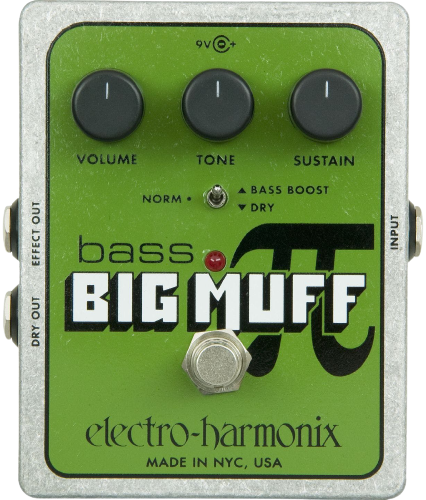 9V +
VOLUME TONE SUSTAIN
NORM • ▲ BASS BOOST
▼ DRY
EFFECT OUT
DRY OUT
INPUT
bass
BIG MUFF
π
electro-harmonix
MADE IN NYC, USA